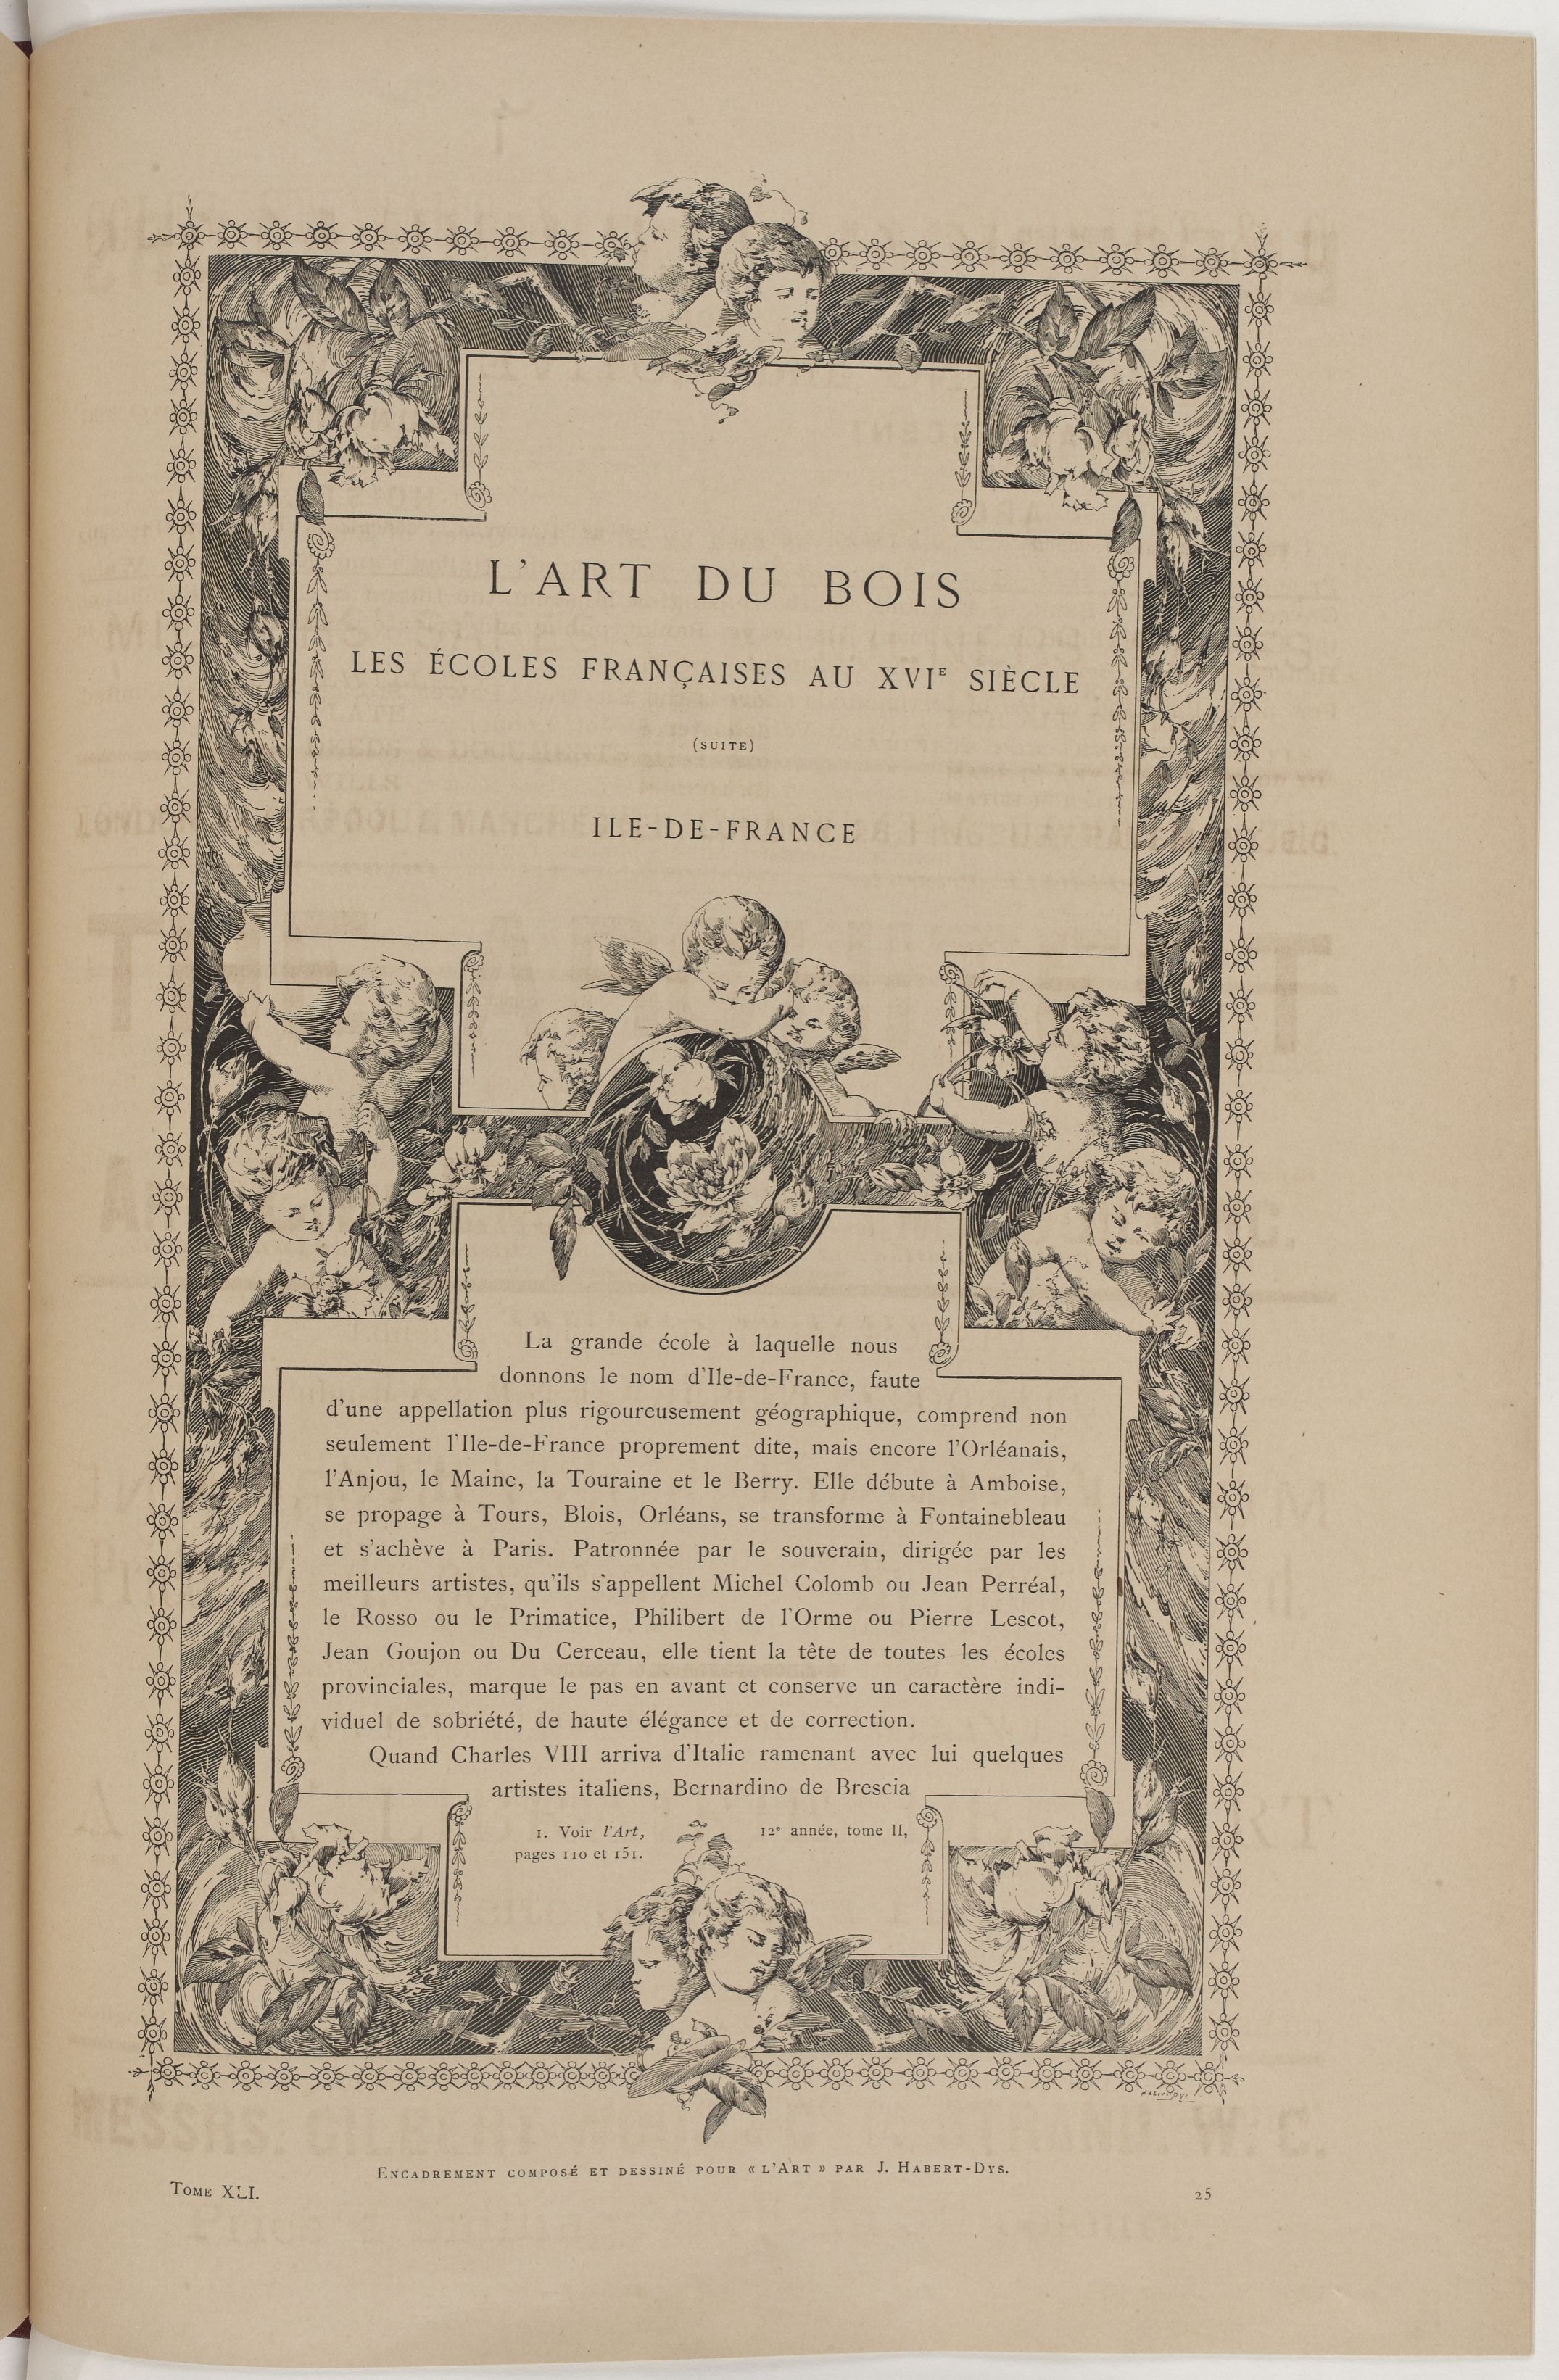 L'ART DU BOIS
LES ÉCOLES FRANÇAISES AU XVIE SIÈCLE
(SUITE)
ILE-DE-FRANCE
La grande école à laquelle nous
donnons le nom d'Ile-de-France, faute
d'une appellation plus rigoureusement géographique, comprend non
seulement l'Ile-de-France proprement dite, mais encore l'Orléanais,
l'Anjou, le Maine, la Touraine et le Berry. Elle débute à Amboise,
se propage à Tours, Blois, Orléans, se transforme à Fontainebleau
et s'achève à Paris. Patronnée par le souverain, dirigée par les
meilleurs artistes, qu'ils s'appellent Michel Colomb ou Jean Perréal,
le Rosso ou le Primatice, Philibert de l'Orme ou Pierre Lescot,
Jean Goujon ou Du Cerceau, elle tient la tête de toutes les écoles
provinciales, marque le pas en avant et conserve un caractère indi-
viduel de sobriété, de haute élégance et de correction.
Quand Charles VIII arriva d'Italie ramenant avec lui quelques
artistes italiens, Bernardino de Brescia
1. Voir l'Art, 12e année, tome II,
pages 110 et 151.
ENCADREMENT COMPOSÉ ET DESSINÉ POUR « L'ART » PAR J. HABERT-DYS.
TOME XLI. 25